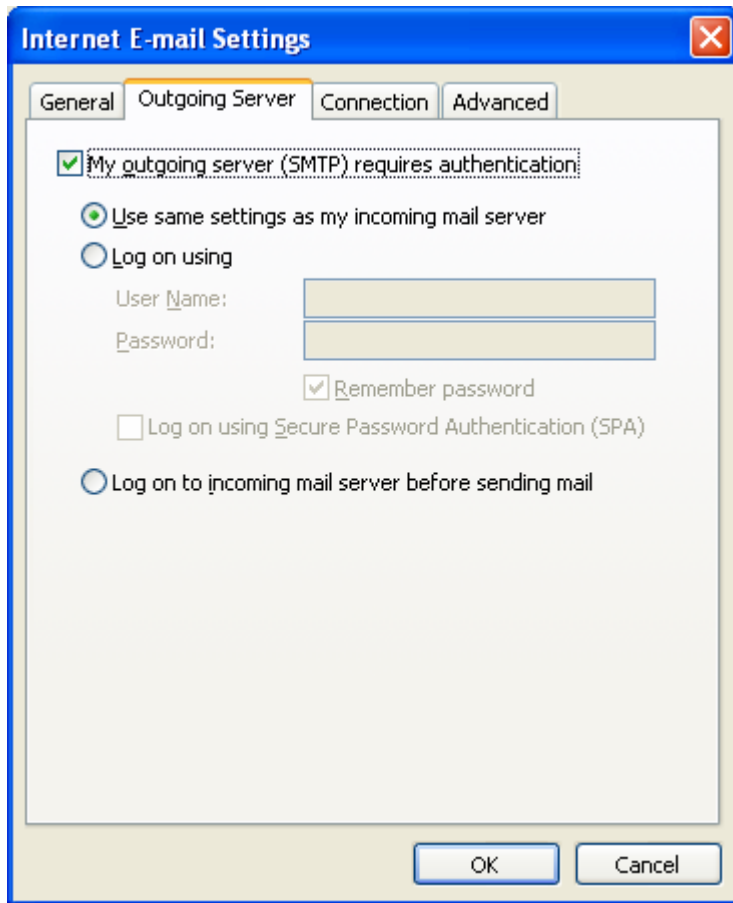 Internet E-mail Settings
General Outgoing Server Connection Advanced
My outgoing server (SMTP) requires authentication
Use same settings as my incoming mail server
Log on using
User Name:
Password:
Remember password
Log on using Secure Password Authentication (SPA)
Log on to incoming mail server before sending mail
OK Cancel